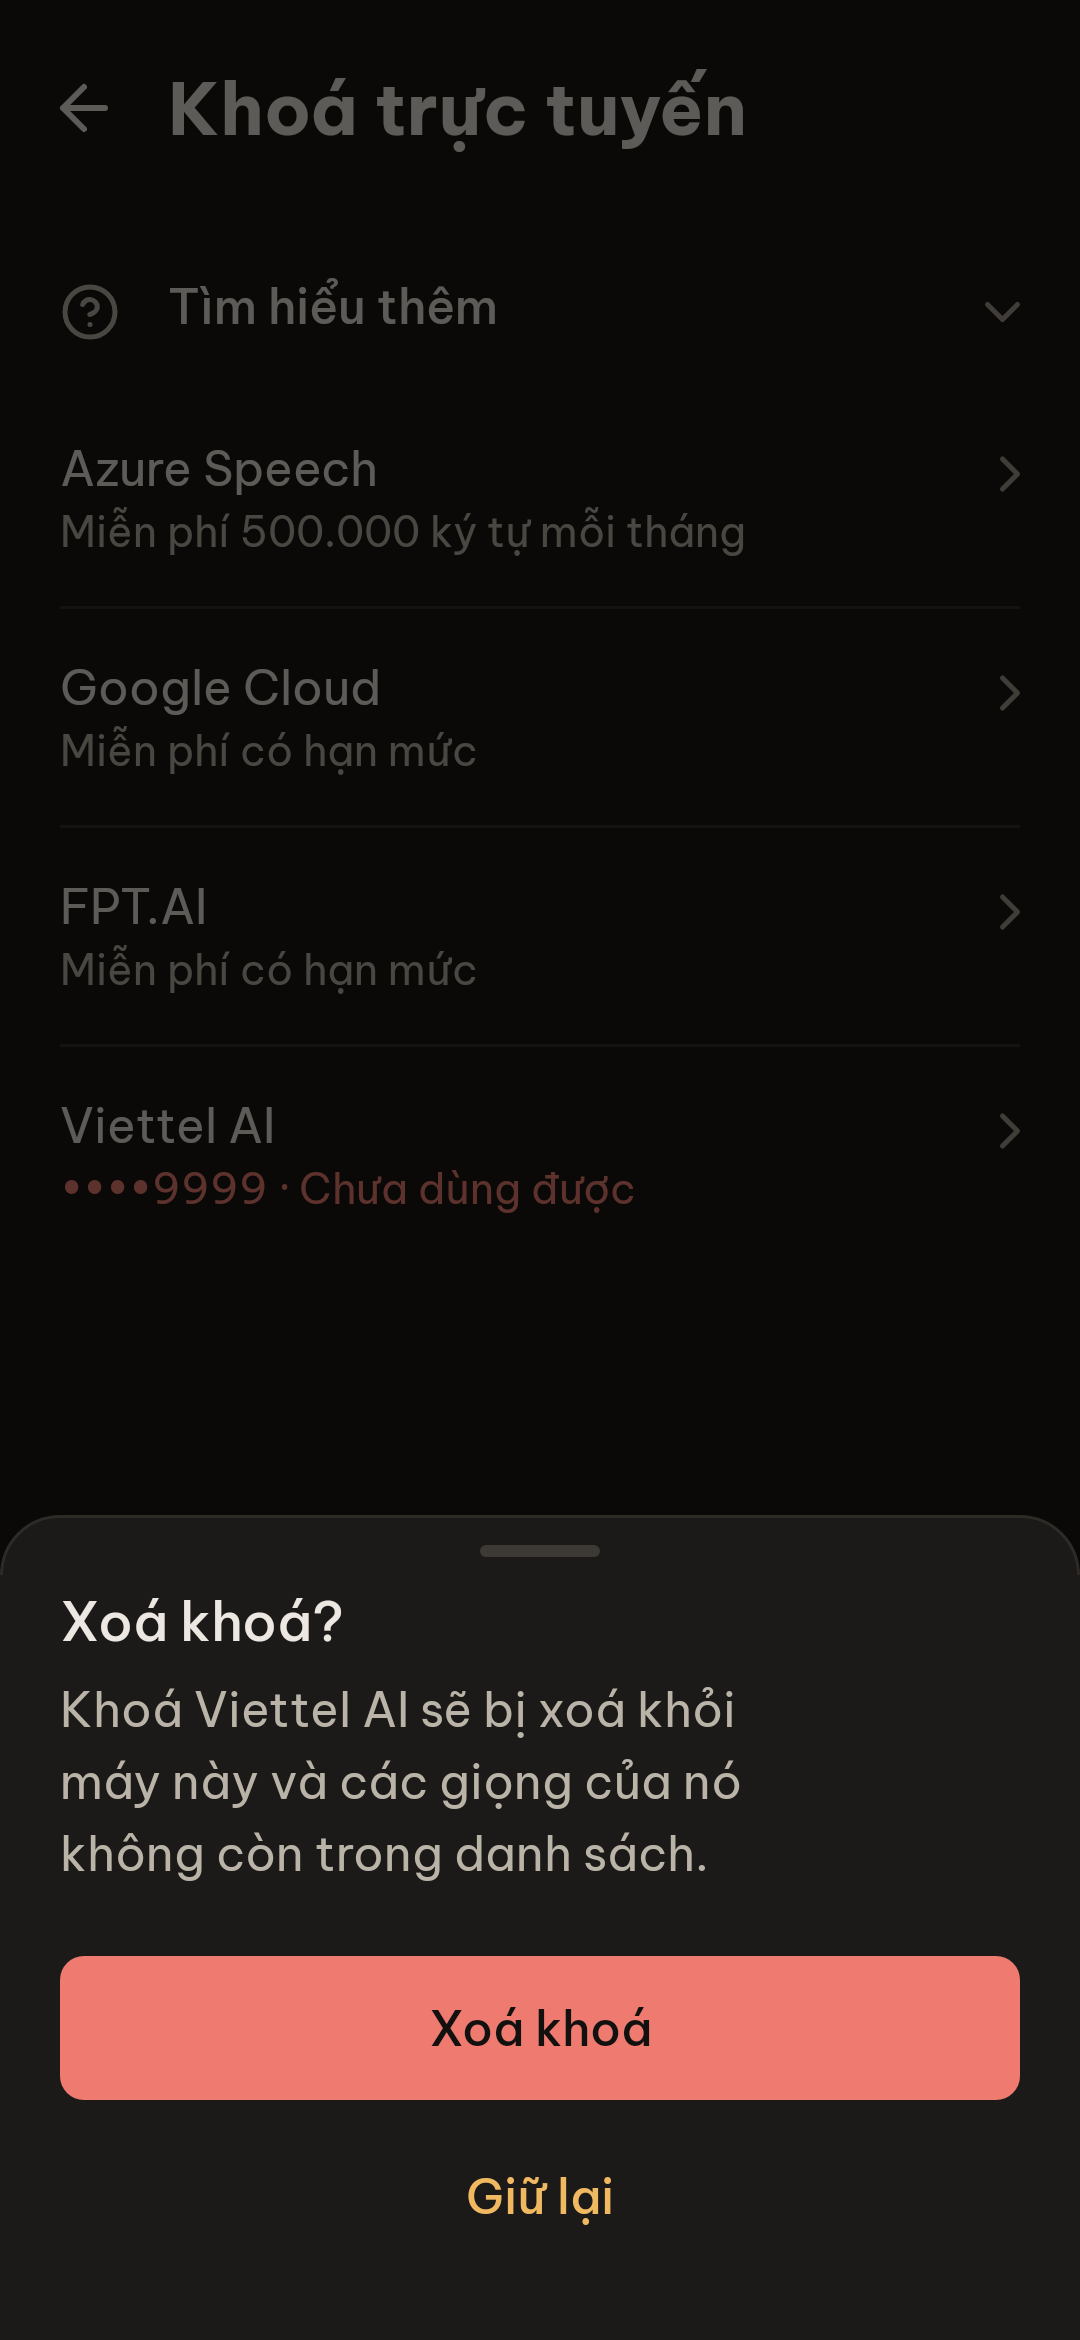 Khoá trực tuyến
Tìm hiểu thêm
Azure Speech
Miễn phí 500.000 ký tự mỗi tháng
Google Cloud
Miễn phí có hạn mức
FPT.AI
Miễn phí có hạn mức
Viettel AI
••••9999 · Chưa dùng được
Xoá khoá?
Khoá Viettel AI sẽ bị xoá khỏi
máy này và các giọng của nó
không còn trong danh sách.
Xoá khoá
Giữ lại